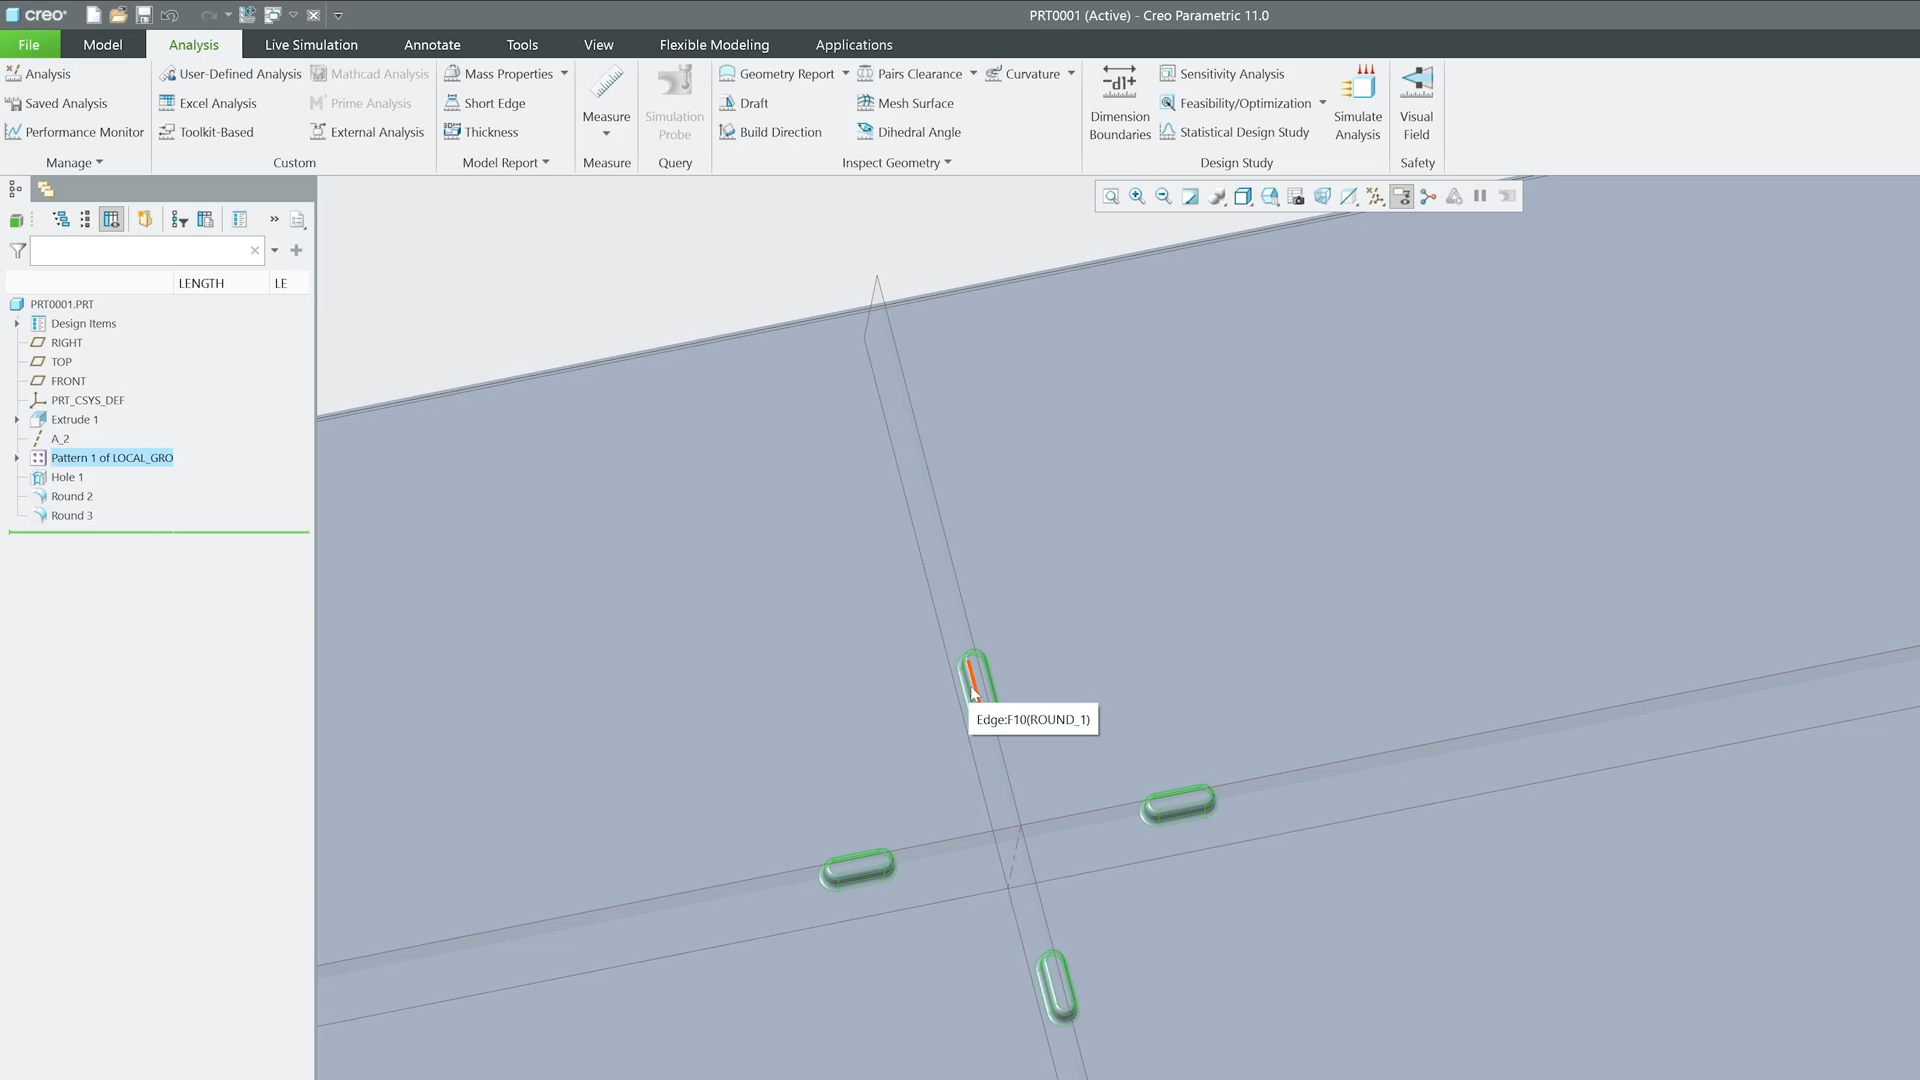 creo
PRT0001 (Active) - Creo Parametric 11.0
File Model Analysis Live Simulation Annotate Tools View Flexible Modeling Applications
Analysis
Saved Analysis
Performance Monitor
Manage
User-Defined Analysis
Excel Analysis
Toolkit-Based
Mathcad Analysis
Prime Analysis
External Analysis
Custom
Mass Properties
Short Edge
Thickness
Model Report
Measure
Measure
Simulation
Probe
Query
Geometry Report
Draft
Build Direction
Pairs Clearance
Mesh Surface
Dihedral Angle
Curvature
Inspect Geometry
Dimension
Boundaries
Sensitivity Analysis
Feasibility/Optimization
Statistical Design Study
Simulate
Analysis
Design Study
Visual
Field
Safety
LENGTH LE
PRT0001.PRT
Design Items
RIGHT
TOP
FRONT
PRT_CSYS_DEF
Extrude 1
A_2
Pattern 1 of LOCAL_GRO
Hole 1
Round 2
Round 3
Edge:F10(ROUND_1)